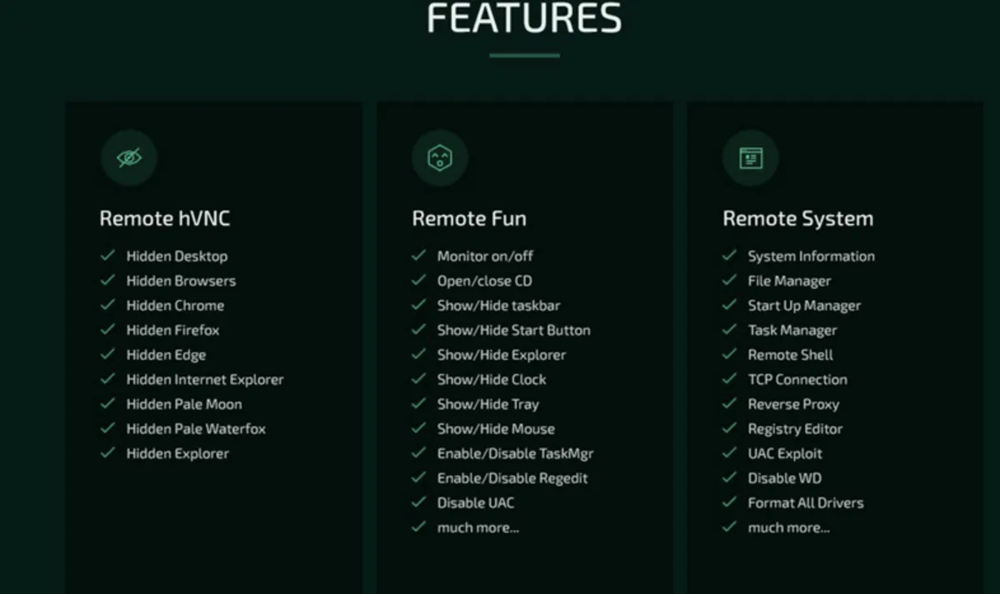 FEATURES
Remote hVNC
Hidden Desktop
Hidden Browsers
Hidden Chrome
Hidden Firefox
Hidden Edge
Hidden Internet Explorer
Hidden Pale Moon
Hidden Pale Waterfox
Hidden Explorer
Remote Fun
Monitor on/off
Open/close CD
Show/Hide taskbar
Show/Hide Start Button
Show/Hide Explorer
Show/Hide Clock
Show/Hide Tray
Show/Hide Mouse
Enable/Disable TaskMgr
Enable/Disable Regedit
Disable UAC
much more...
Remote System
System Information
File Manager
Start Up Manager
Task Manager
Remote Shell
TCP Connection
Reverse Proxy
Registry Editor
UAC Exploit
Disable WD
Format All Drivers
much more...